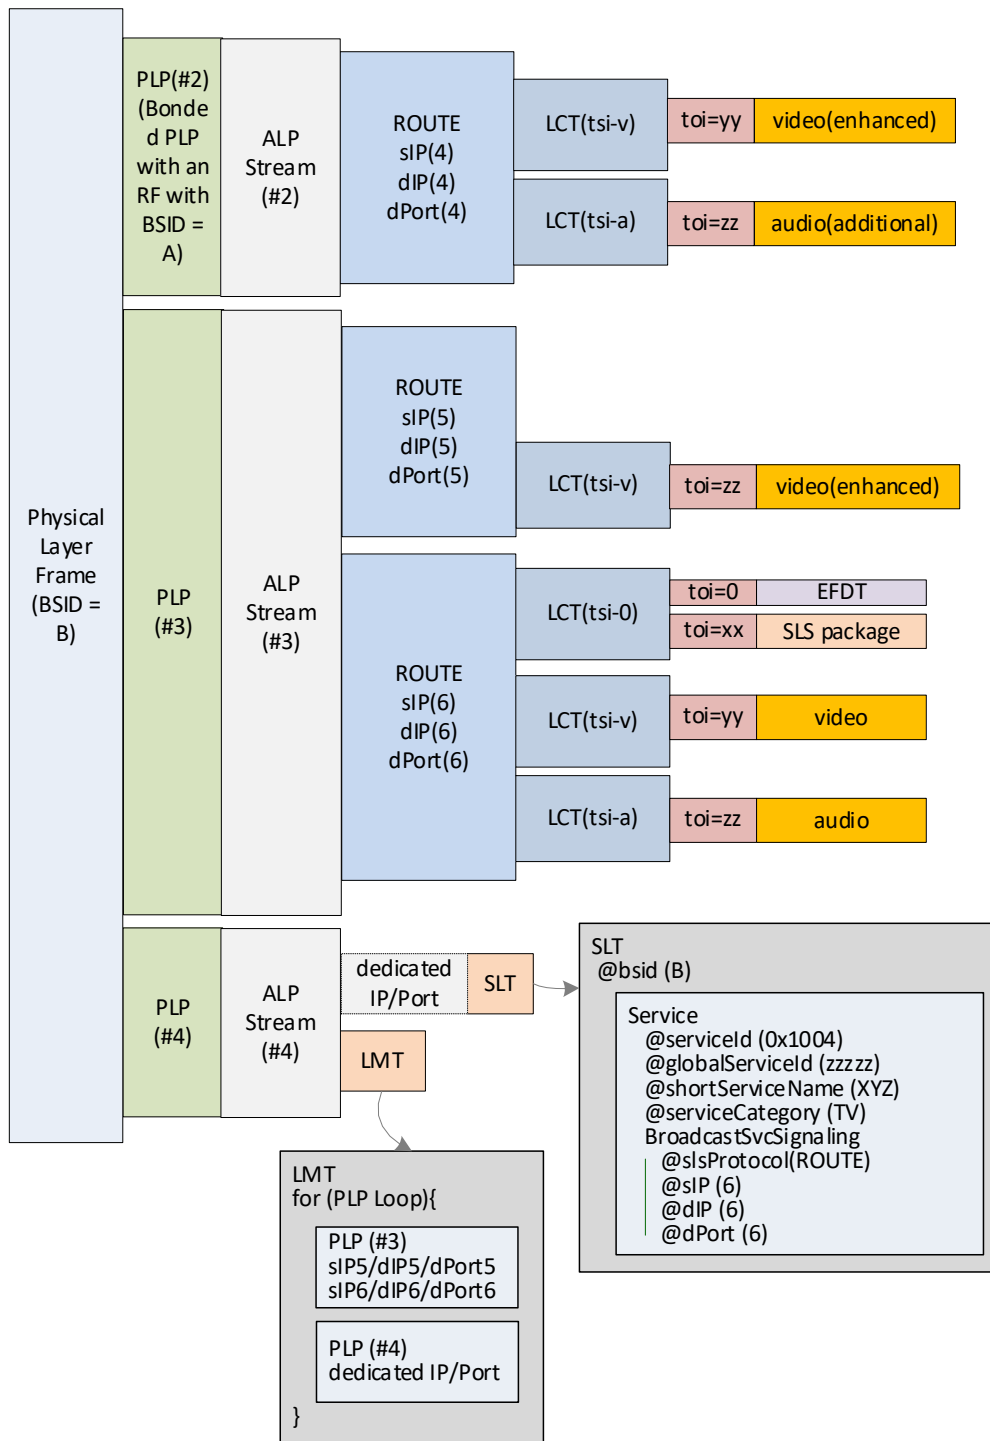 Physical
Layer
Frame
(BSID =
B)
PLP(#2)
(Bonde
d PLP
with an
RF with
BSID =
A)
ALP
Stream
(#2)
ROUTE
sIP(4)
dIP(4)
dPort(4)
LCT(tsi-v)
toi=yy
video(enhanced)
LCT(tsi-a)
toi=zz
audio(additional)
PLP
(#3)
ALP
Stream
(#3)
ROUTE
sIP(5)
dIP(5)
dPort(5)
LCT(tsi-v)
toi=zz
video(enhanced)
ROUTE
sIP(6)
dIP(6)
dPort(6)
LCT(tsi-0)
toi=0
EFDT
toi=xx
SLS package
LCT(tsi-v)
toi=yy
video
LCT(tsi-a)
toi=zz
audio
PLP
(#4)
ALP
Stream
(#4)
dedicated
IP/Port
SLT
LMT
SLT
@bsid (B)
Service
@serviceId (0x1004)
@globalServiceId (zzzzz)
@shortServiceName (XYZ)
@serviceCategory (TV)
BroadcastSvcSignaling
@slsProtocol(ROUTE)
@sIP (6)
@dIP (6)
@dPort (6)
LMT
for (PLP Loop){
PLP (#3)
sIP5/dIP5/dPort5
sIP6/dIP6/dPort6
PLP (#4)
dedicated IP/Port
}